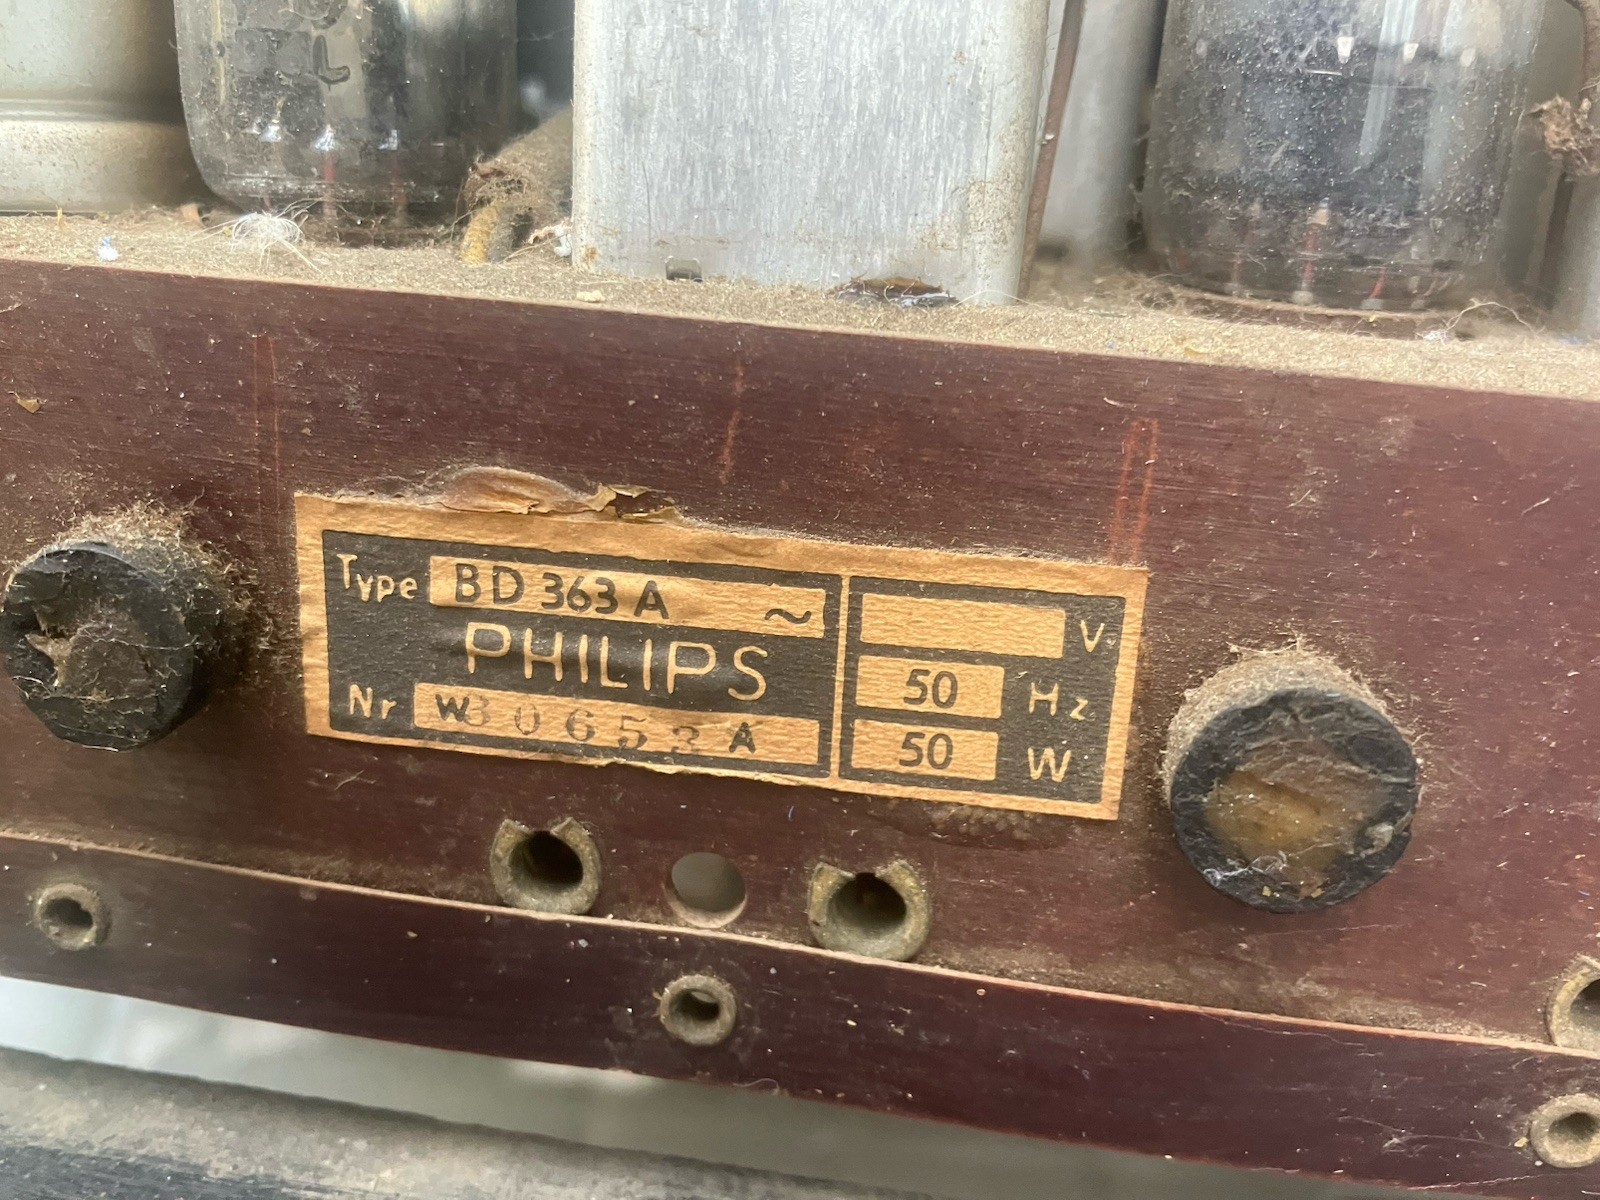 Type BD 363 A ~
PHILIPS
Nr W30653A
V.
50 Hz
50 W